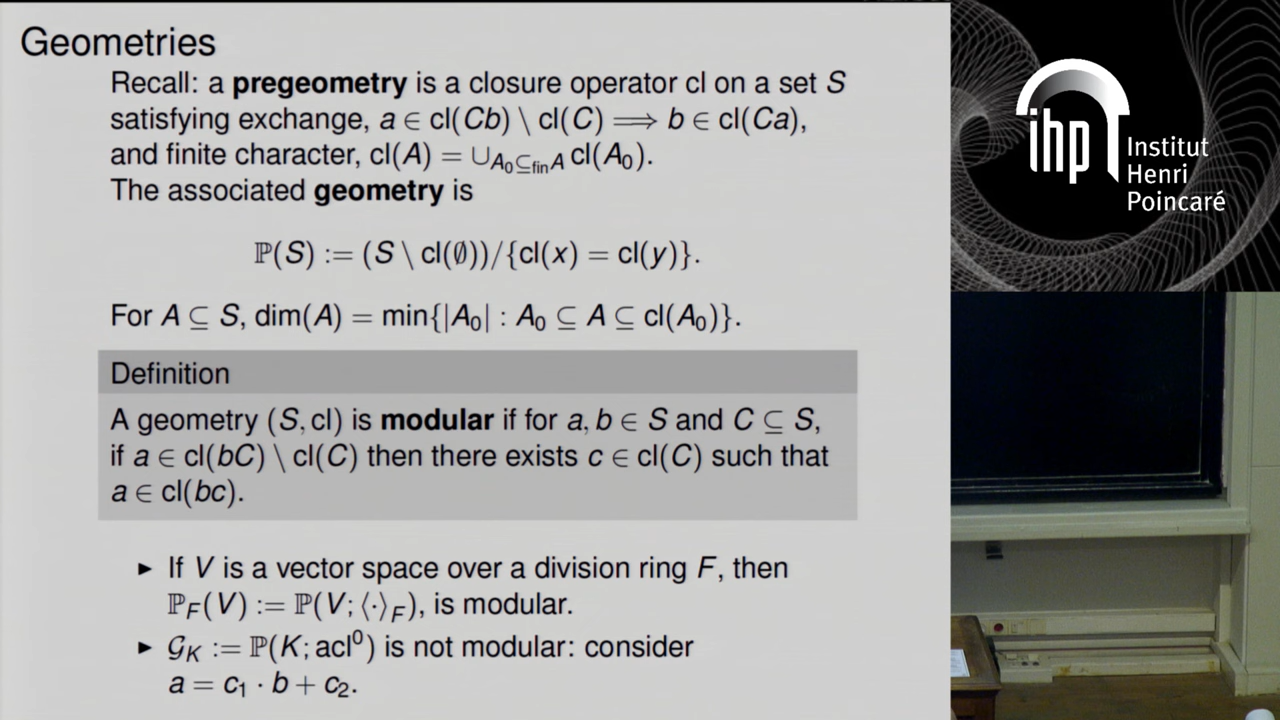 Geometries
Recall: a pregeometry is a closure operator cl on a set S
satisfying exchange, a ∈ cl(Cb) \ cl(C) ⟹ b ∈ cl(Ca),
and finite character, cl(A) = ∪_{A₀⊆_fin A} cl(A₀).
The associated geometry is
ℙ(S) := (S \ cl(∅))/{cl(x) = cl(y)}.
For A ⊆ S, dim(A) = min{|A₀| : A₀ ⊆ A ⊆ cl(A₀)}.
Definition
A geometry (S, cl) is modular if for a, b ∈ S and C ⊆ S,
if a ∈ cl(bC) \ cl(C) then there exists c ∈ cl(C) such that
a ∈ cl(bc).
► If V is a vector space over a division ring F, then
ℙ_F(V) := ℙ(V; ⟨·⟩_F), is modular.
► 𝒢_K := ℙ(K; acl⁰) is not modular: consider
a = c₁ · b + c₂.
ihp
Institut
Henri
Poincaré